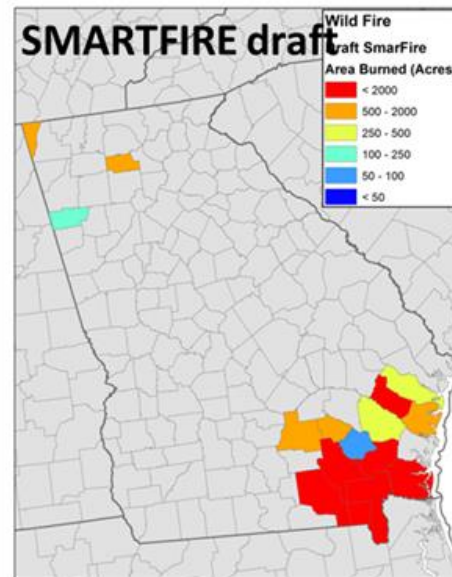 SMARTFIRE draft
Wild Fire
Draft SmarFire
Area Burned (Acres
< 2000
500 - 2000
250 - 500
100 - 250
50 - 100
< 50